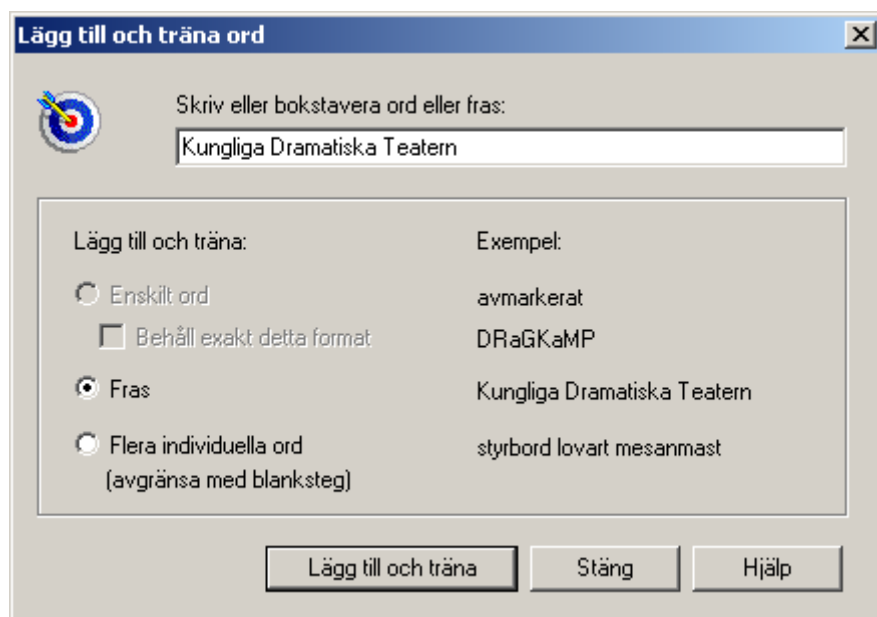 Lägg till och träna ord
Skriv eller bokstavera ord eller fras:
Kungliga Dramatiska Teatern
Lägg till och träna: Exempel:
Enskilt ord avmarkerat
Behåll exakt detta format DRaGKaMP
Fras Kungliga Dramatiska Teatern
Flera individuella ord styrbord lovart mesanmast
(avgränsa med blanksteg)
Lägg till och träna Stäng Hjälp